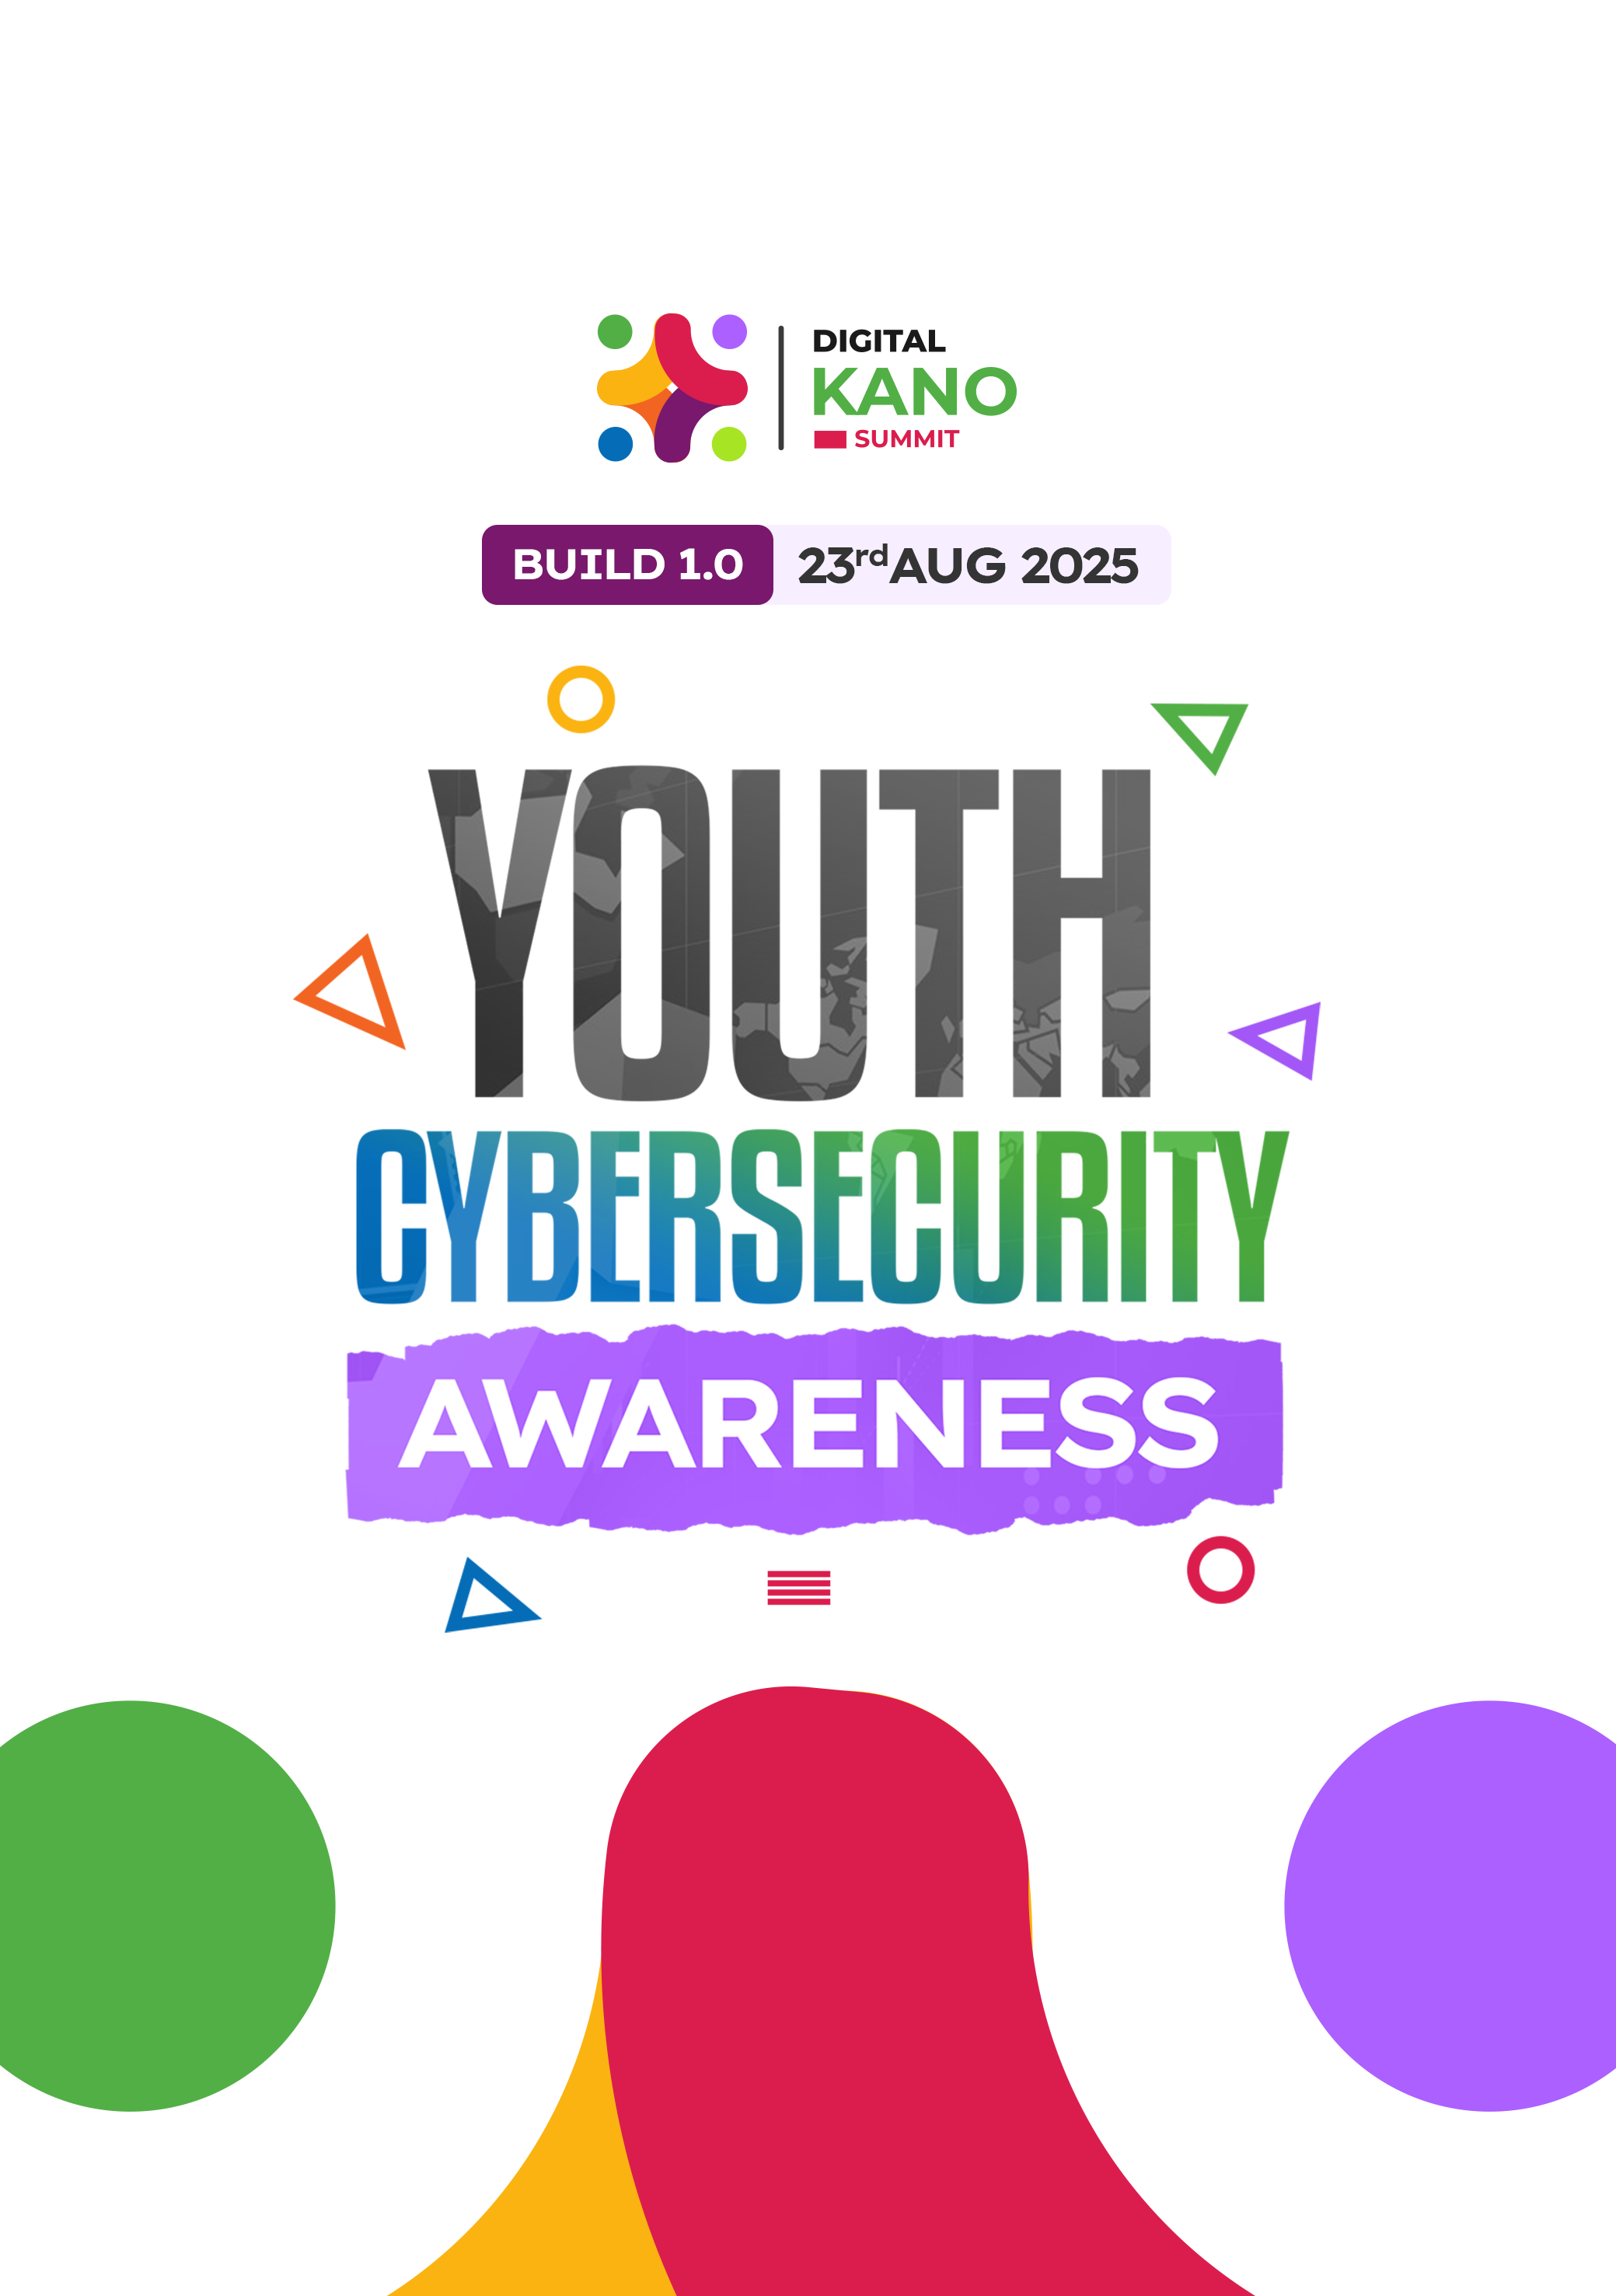 DIGITAL
KANO
SUMMIT
BUILD 1.0 23rd AUG 2025
YOUTH
CYBERSECURITY
AWARENESS